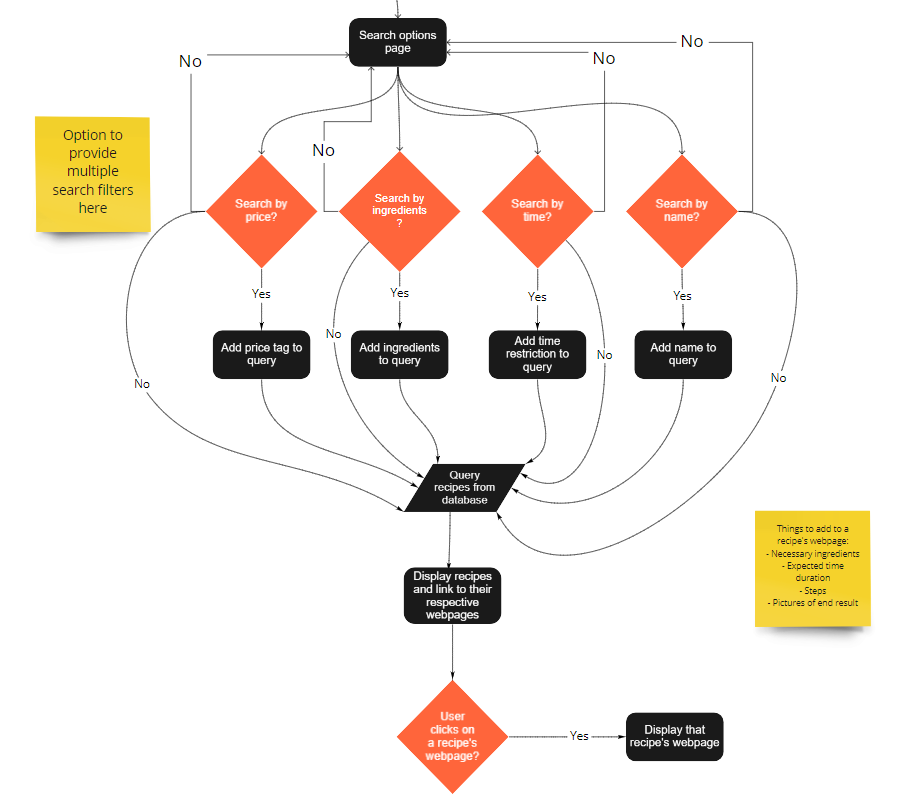 Search options
page
No
No
No
No
Option to
provide
multiple
search filters
here
Search by
price?
Search by
ingredients
?
Search by
time?
Search by
name?
Yes
Yes
Yes
Yes
Add price tag to
query
No
Add ingredients
to query
Add time
restriction to
query
No
Add name to
query
No
No
Query
recipes from
database
Things to add to a
recipe's webpage:
- Necessary ingredients
- Expected time
duration
- Steps
- Pictures of end result
Display recipes
and link to their
respective
webpages
User
clicks on
a recipe's
webpage?
Yes
Display that
recipe's webpage